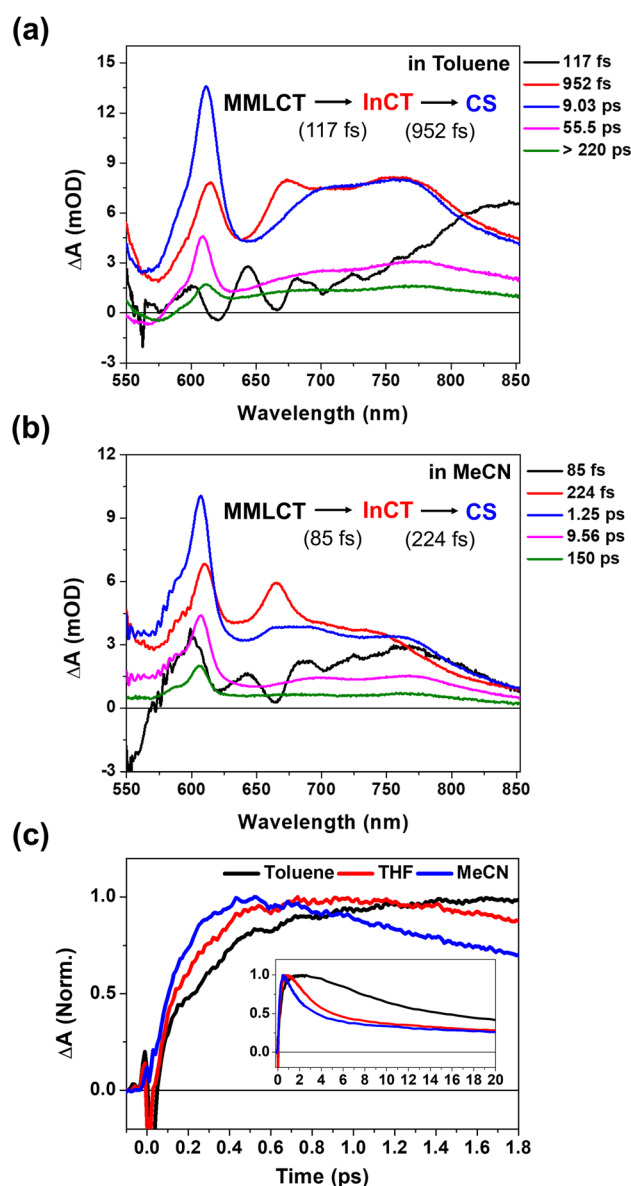 (a)
in Toluene
MMLCT → InCT → CS
(117 fs) (952 fs)
117 fs
952 fs
9.03 ps
55.5 ps
> 220 ps
ΔA (mOD)
15
12
9
6
3
0
-3
550 600 650 700 750 800 850
Wavelength (nm)
(b)
in MeCN
MMLCT → InCT → CS
(85 fs) (224 fs)
85 fs
224 fs
1.25 ps
9.56 ps
150 ps
ΔA (mOD)
12
9
6
3
0
-3
550 600 650 700 750 800 850
Wavelength (nm)
(c)
Toluene THF MeCN
ΔA (Norm.)
1.0
0.5
0.0
1.0
0.5
0.0
0 2 4 6 8 10 12 14 16 18 20
0.0 0.2 0.4 0.6 0.8 1.0 1.2 1.4 1.6 1.8
Time (ps)